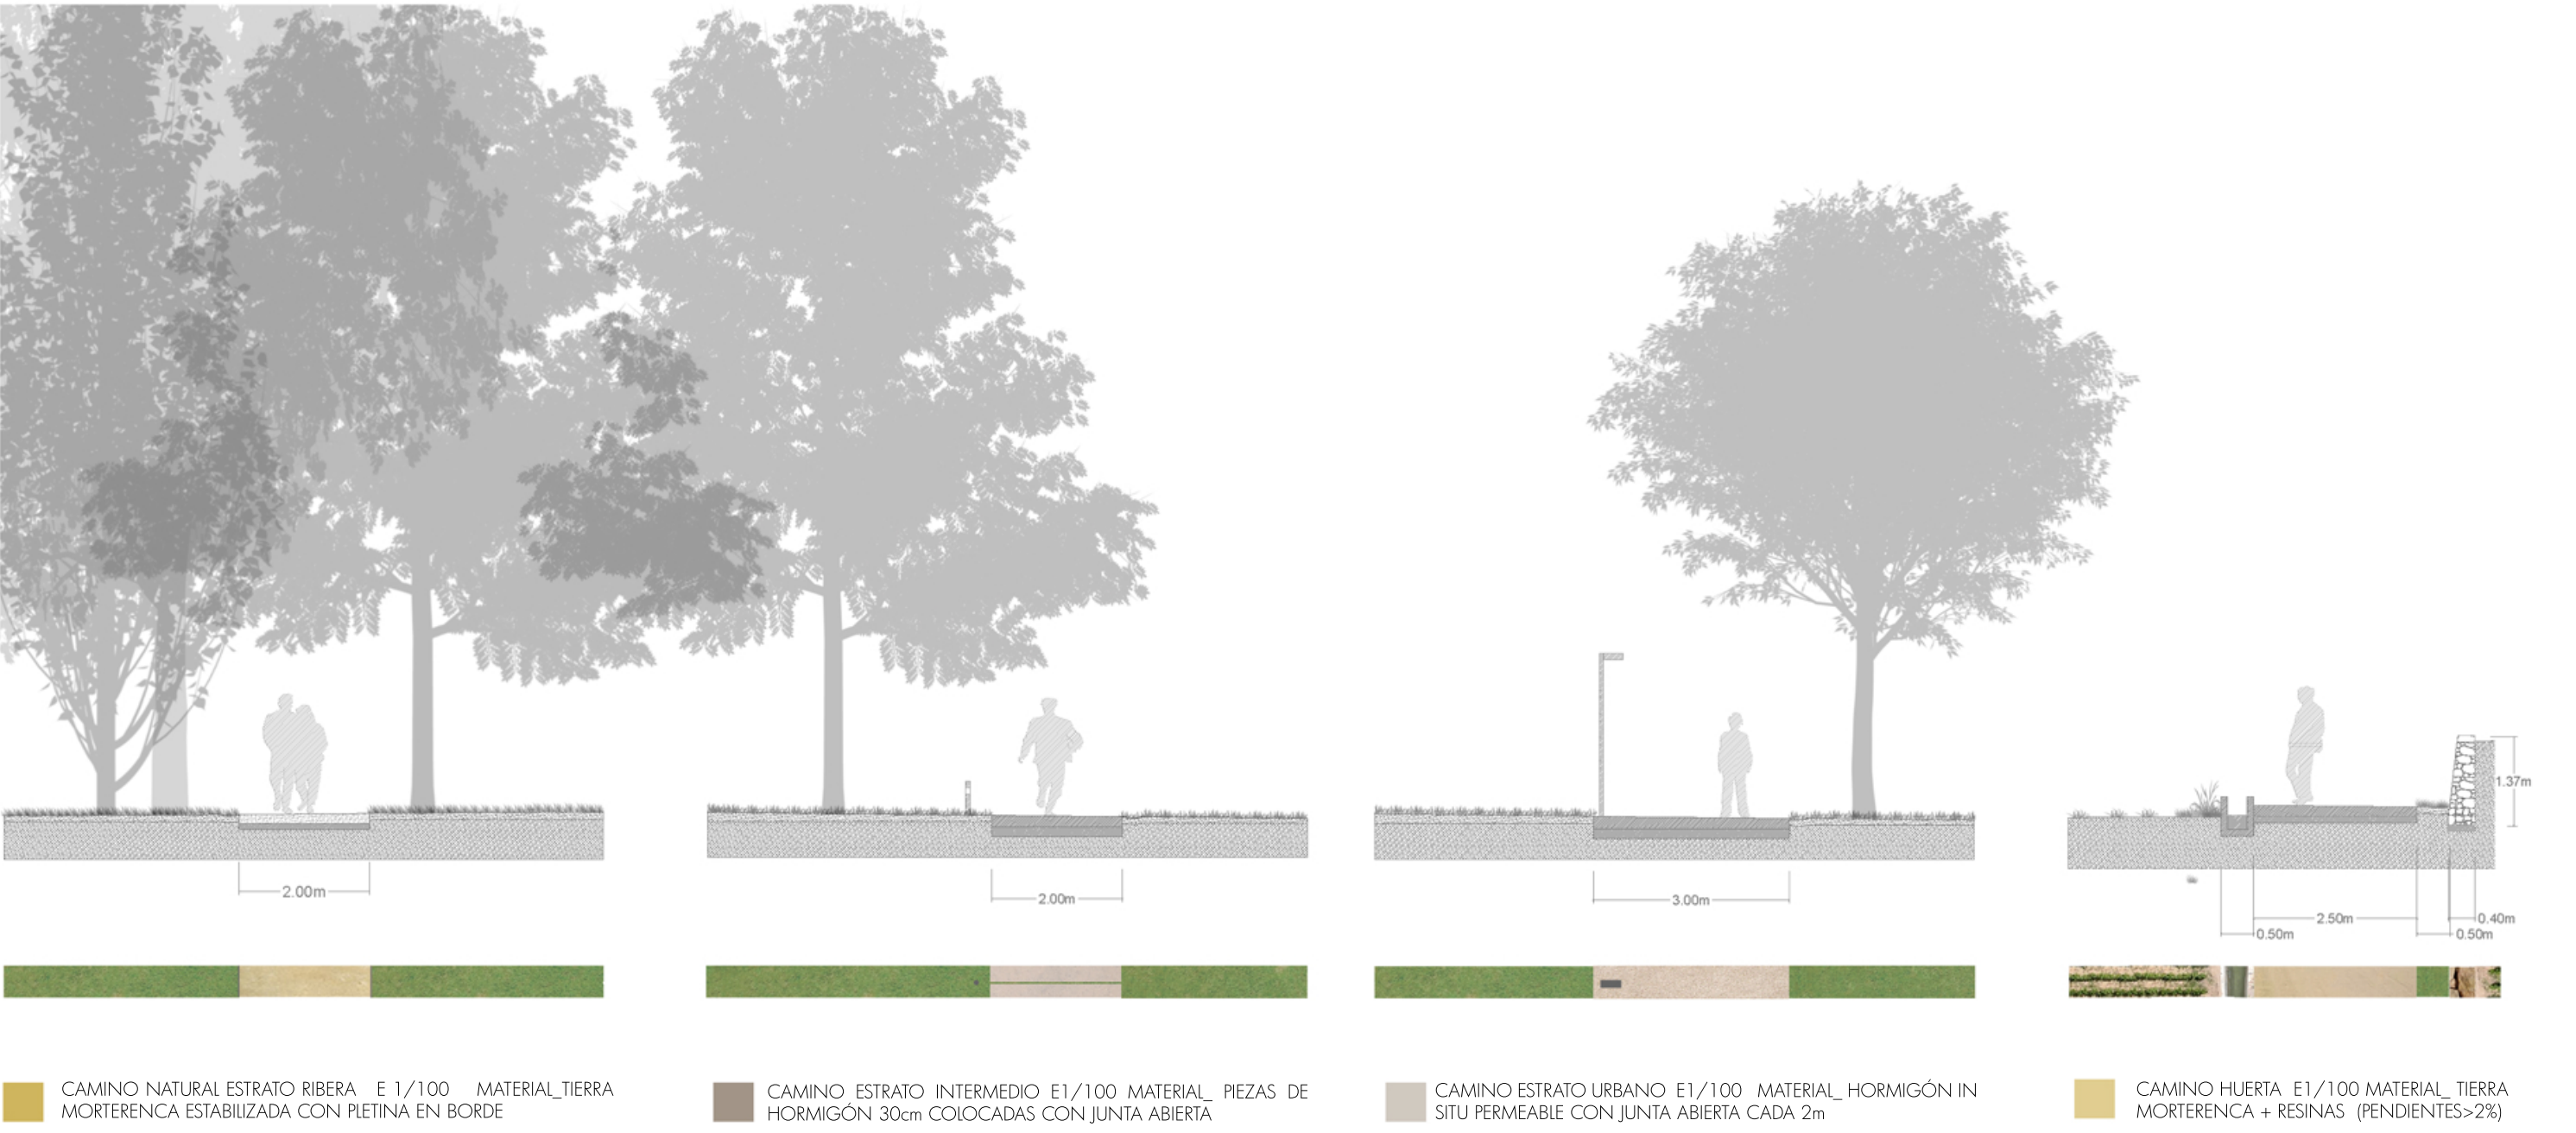 1.37m
2.00m
2.00m
3.00m
2.50m
0.40m
0.50m
0.50m
CAMINO NATURAL ESTRATO RIBERA E 1/100 MATERIAL_TIERRA
MORTERENCA ESTABILIZADA CON PLETINA EN BORDE
CAMINO ESTRATO INTERMEDIO E1/100 MATERIAL_ PIEZAS DE
HORMIGÓN 30cm COLOCADAS CON JUNTA ABIERTA
CAMINO ESTRATO URBANO E1/100 MATERIAL_ HORMIGÓN IN
SITU PERMEABLE CON JUNTA ABIERTA CADA 2m
CAMINO HUERTA E1/100 MATERIAL_ TIERRA
MORTERENCA + RESINAS (PENDIENTES>2%)